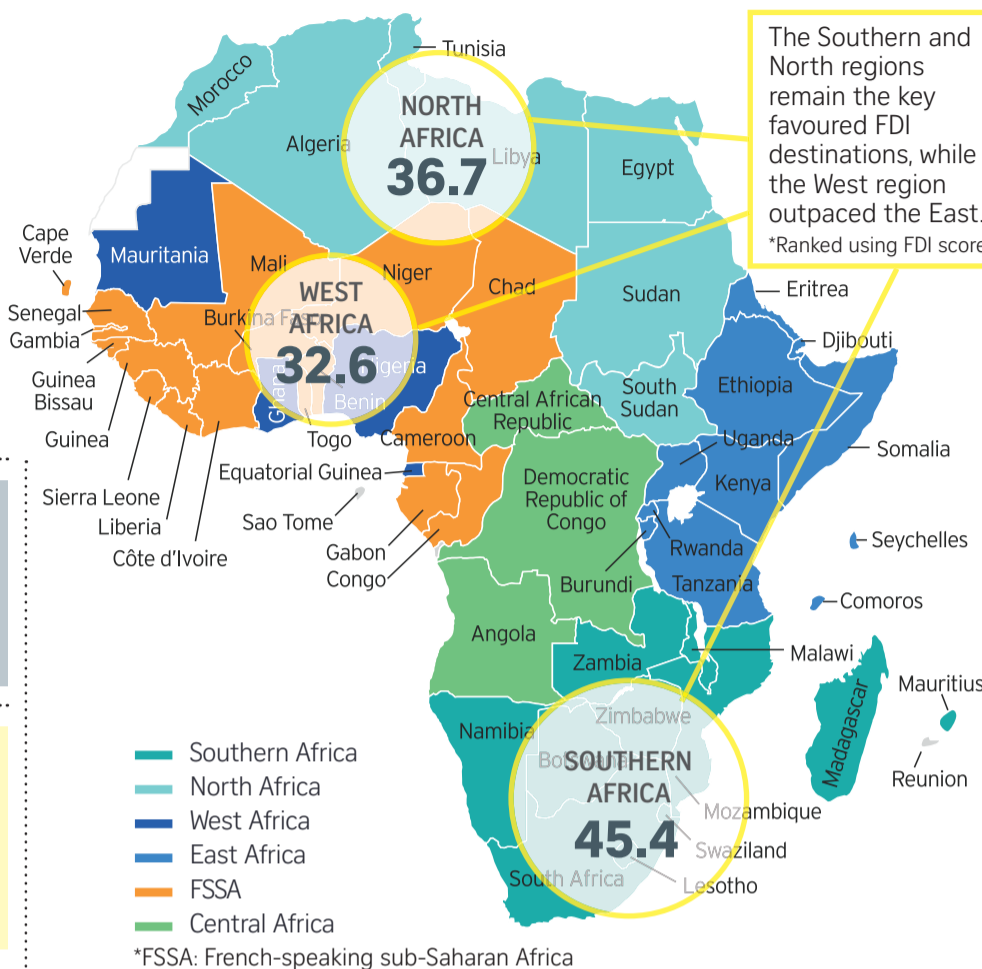 Tunisia
Morocco
Algeria
NORTH
AFRICA
36.7
Libya
Egypt
The Southern and
North regions
remain the key
favoured FDI
destinations, while
the West region
outpaced the East.
*Ranked using FDI score
Cape
Verde
Mauritania
Mali
Niger
Chad
Sudan
Eritrea
Senegal
Gambia
Burkina Faso
WEST
AFRICA
32.6
Nigeria
Ghana
Benin
Djibouti
Ethiopia
Guinea
Bissau
South
Sudan
Central African
Republic
Guinea
Togo
Cameroon
Uganda
Somalia
Equatorial Guinea
Kenya
Democratic
Republic of
Congo
Sierra Leone
Liberia
Côte d'Ivoire
Sao Tome
Gabon
Congo
Rwanda
Burundi
Tanzania
Seychelles
Comoros
Angola
Malawi
Zambia
Mauritius
Madagascar
Reunion
Namibia
Zimbabwe
Botswana
SOUTHERN
AFRICA
45.4
Mozambique
Swaziland
South Africa
Lesotho
Southern Africa
North Africa
West Africa
East Africa
FSSA
Central Africa
*FSSA: French-speaking sub-Saharan Africa